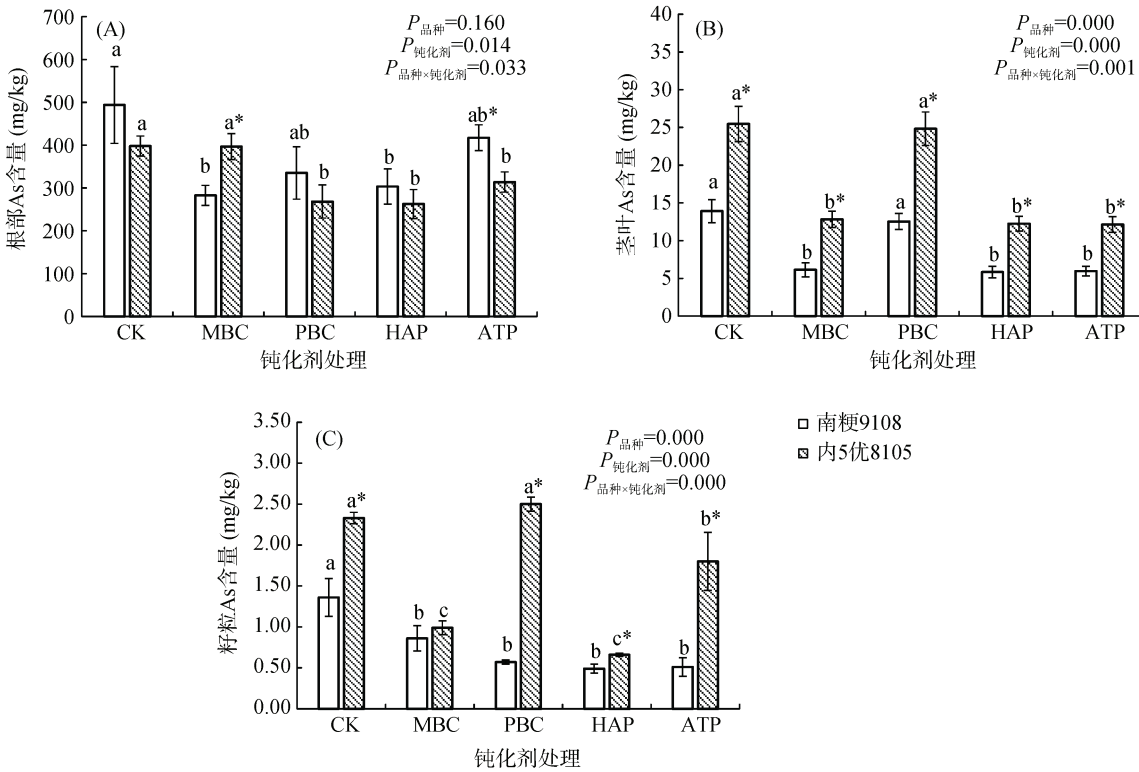 (A)
P品种=0.160
P钝化剂=0.014
P品种×钝化剂=0.033
根部As含量 (mg/kg)
700
600
500
400
300
200
400
0
a
a
b
a*
ab
b
b
b
ab*
b
CK MBC PBC HAP ATP
钝化剂处理
(B)
P品种=0.000
P钝化剂=0.000
P品种×钝化剂=0.001
茎叶As含量 (mg/kg)
40
35
30
25
20
15
10
5
0
a
a*
b
b*
a
a*
b
b*
b
b*
CK MBC PBC HAP ATP
钝化剂处理
(C)
P品种=0.000
P钝化剂=0.000
P品种×钝化剂=0.000
籽粒As含量 (mg/kg)
3.50
3.00
2.50
2.00
1.50
1.00
0.50
0.00
a
a*
b
c
b
a*
b
c*
b
b*
CK MBC PBC HAP ATP
钝化剂处理
南粳9108
内5优8105